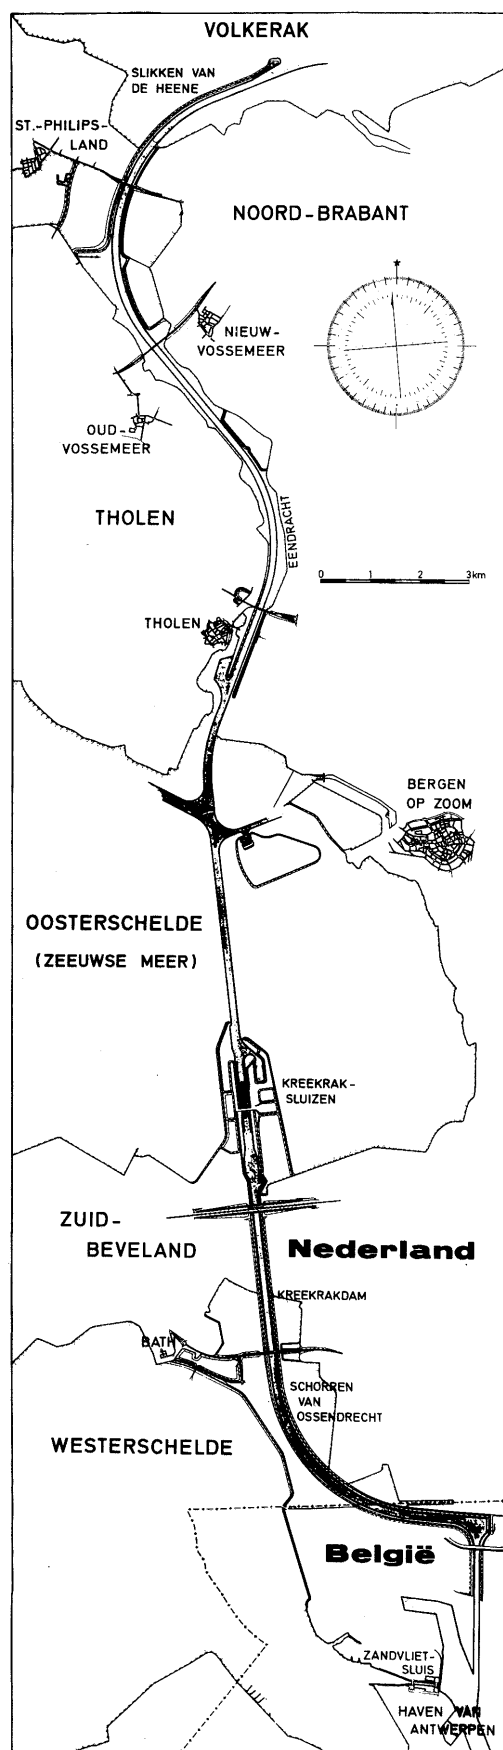 VOLKERAK
SLIKKEN VAN
DE HEENE
ST.-PHILIPS-
LAND
NOORD-BRABANT
NIEUW-
VOSSEMEER
OUD-
VOSSEMEER
THOLEN
EENDRACHT
0 1 2 3km
THOLEN
BERGEN
OP ZOOM
OOSTERSCHELDE
(ZEEUWSE MEER)
KREEKRAK-
SLUIZEN
ZUID-
BEVELAND
Nederland
KREEKRAKDAM
BATH
SCHORREN
VAN
OSSENDRECHT
WESTERSCHELDE
België
ZANDVLIET-
SLUIS
HAVEN VAN
ANTWERPEN